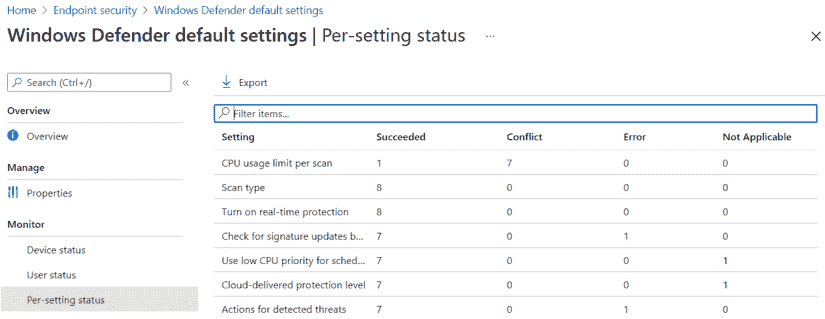 Home > Endpoint security > Windows Defender default settings
Windows Defender default settings | Per-setting status ...
Search (Ctrl+/)
Overview
Overview
Manage
Properties
Monitor
Device status
User status
Per-setting status
Export
Filter items...
Setting Succeeded Conflict Error Not Applicable
CPU usage limit per scan 1 7 0 0
Scan type 8 0 0 0
Turn on real-time protection 8 0 0 0
Check for signature updates b... 7 0 1 0
Use low CPU priority for sched... 7 0 0 1
Cloud-delivered protection level 7 0 0 1
Actions for detected threats 7 0 1 0